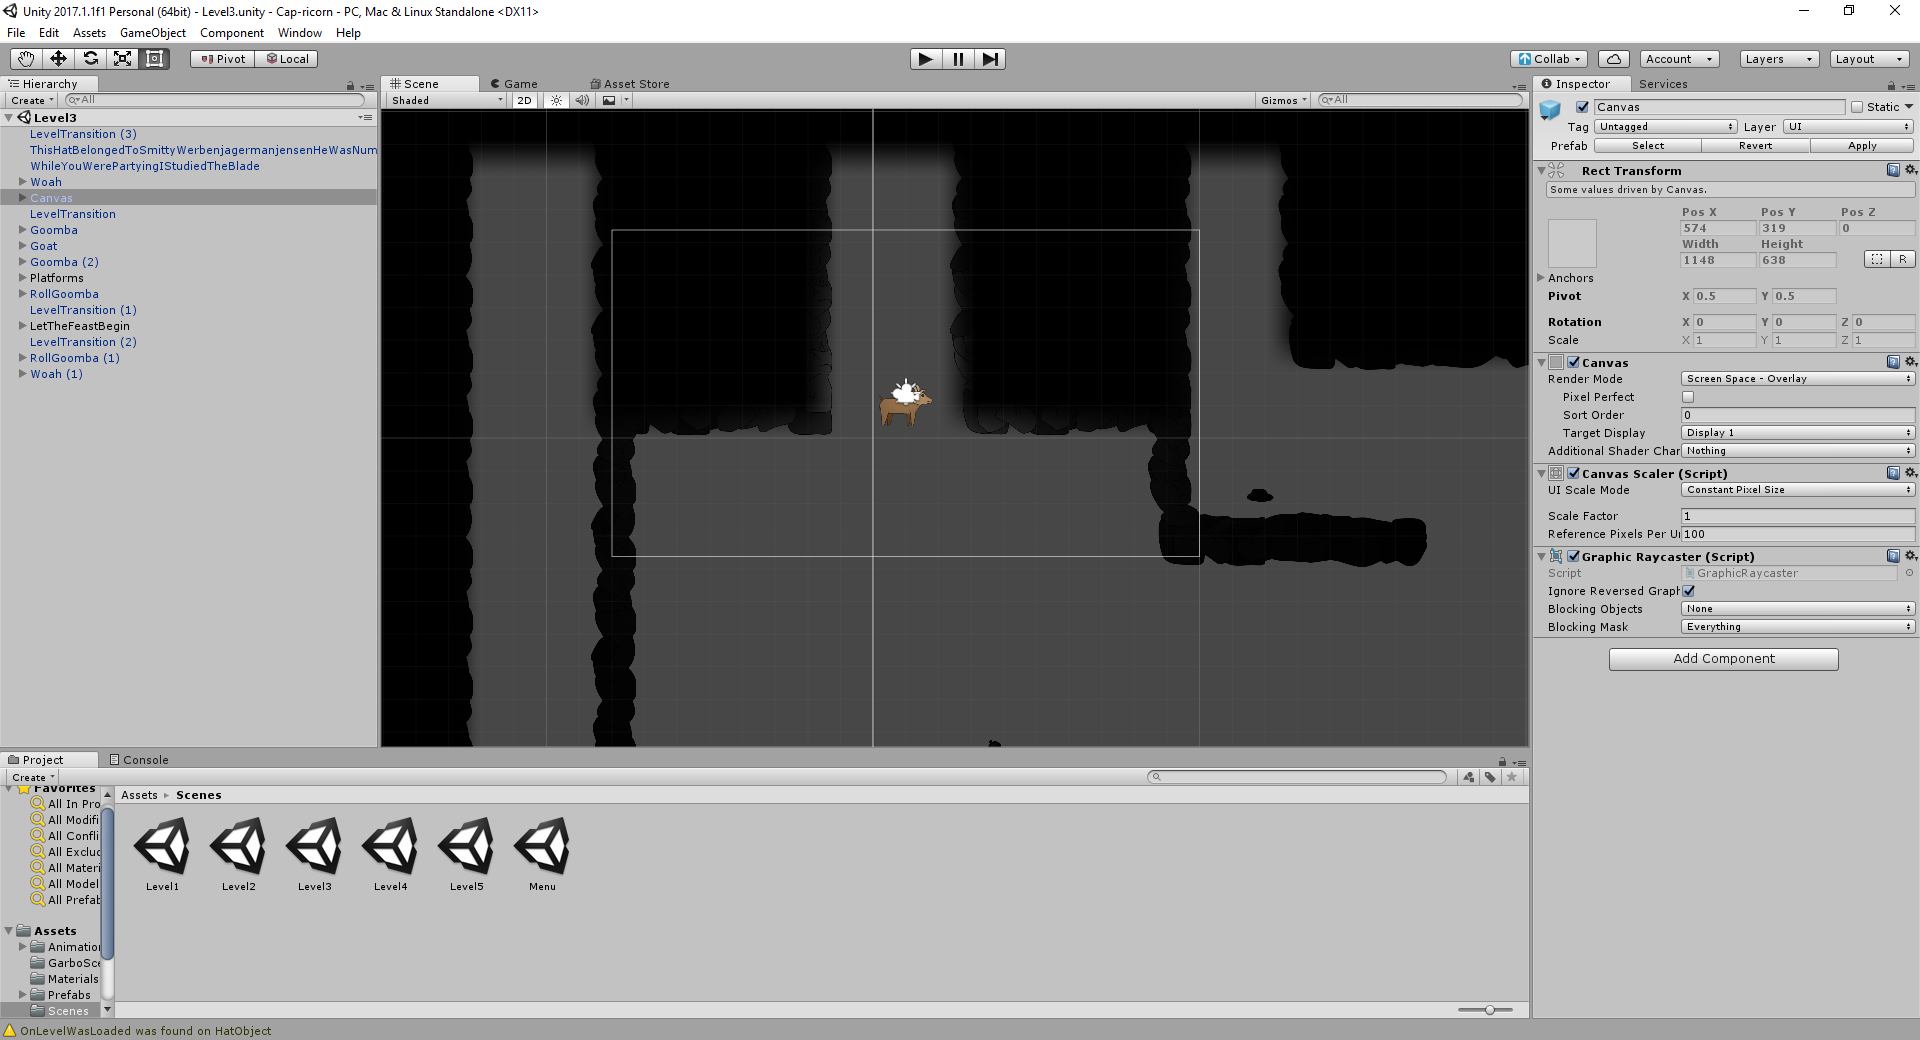 Unity 2017.1.1f1 Personal (64bit) - Level3.unity - Cap-ricorn - PC, Mac & Linux Standalone <DX11>
File Edit Assets GameObject Component Window Help
Pivot Local Collab Account Layers Layout
Hierarchy
Create All
Level3
LevelTransition (3)
ThisHatBelongedToSmittyWerbenjagermanjensenHeWasNum
WhileYouWerePartyingIStudiedTheBlade
Woah
Canvas
LevelTransition
Goomba
Goat
Goomba (2)
Platforms
RollGoomba
LevelTransition (1)
LetTheFeastBegin
LevelTransition (2)
RollGoomba (1)
Woah (1)
Scene Game Asset Store
Shaded 2D Gizmos All
Inspector Services
Canvas Static
Tag Untagged Layer UI
Prefab Select Revert Apply
Rect Transform
Some values driven by Canvas.
Pos X Pos Y Pos Z
574 319 0
Width Height
1148 638 R
Anchors
Pivot X 0.5 Y 0.5
Rotation X 0 Y 0 Z 0
Scale X 1 Y 1 Z 1
Canvas
Render Mode Screen Space - Overlay
Pixel Perfect
Sort Order 0
Target Display Display 1
Additional Shader Char Nothing
Canvas Scaler (Script)
UI Scale Mode Constant Pixel Size
Scale Factor 1
Reference Pixels Per Ur 100
Graphic Raycaster (Script)
Script GraphicRaycaster
Ignore Reversed Graph
Blocking Objects None
Blocking Mask Everything
Add Component
Project Console
Create
Favorites
All In Pro
All Modifi
All Confli
All Exclud
All Materi
All Model
All Prefab
Assets
Animation
GarboSce
Materials
Prefabs
Scenes
Assets Scenes
Level1 Level2 Level3 Level4 Level5 Menu
OnLevelWasLoaded was found on HatObject